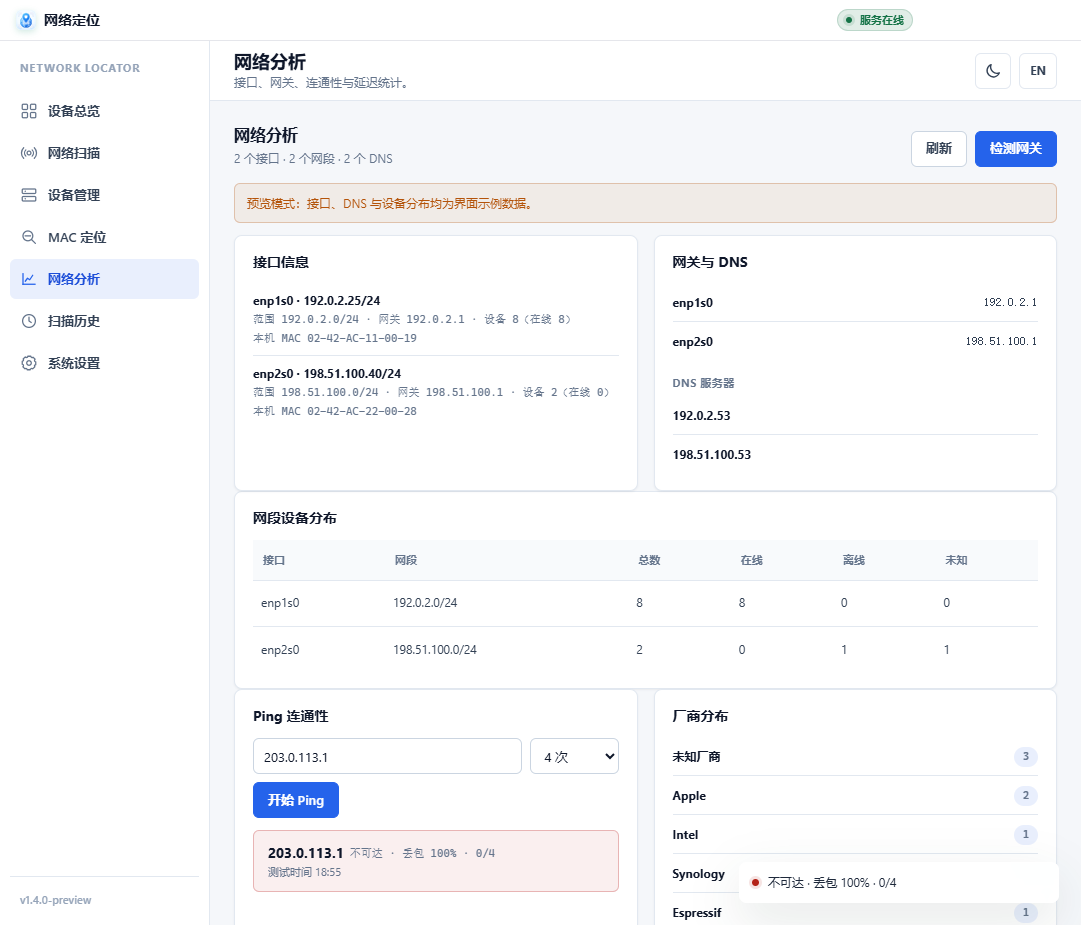 网络定位
服务在线
NETWORK LOCATOR
设备总览
网络扫描
设备管理
MAC 定位
网络分析
扫描历史
系统设置
v1.4.0-preview
网络分析
接口、网关、连通性与延迟统计。
EN
网络分析
2 个接口 · 2 个网段 · 2 个 DNS
刷新
检测网关
预览模式：接口、DNS 与设备分布均为界面示例数据。
接口信息
enp1s0 · 192.0.2.25/24
范围 192.0.2.0/24 · 网关 192.0.2.1 · 设备 8（在线 8）
本机 MAC 02-42-AC-11-00-19
enp2s0 · 198.51.100.40/24
范围 198.51.100.0/24 · 网关 198.51.100.1 · 设备 2（在线 0）
本机 MAC 02-42-AC-22-00-28
网关与 DNS
enp1s0 192.0.2.1
enp2s0 198.51.100.1
DNS 服务器
192.0.2.53
198.51.100.53
网段设备分布
接口 网段 总数 在线 离线 未知
enp1s0 192.0.2.0/24 8 8 0 0
enp2s0 198.51.100.0/24 2 0 1 1
Ping 连通性
203.0.113.1
4 次
开始 Ping
203.0.113.1 不可达 · 丢包 100% · 0/4
测试时间 18:55
厂商分布
未知厂商 3
Apple 2
Intel 1
Synology
Espressif 1
不可达 · 丢包 100% · 0/4